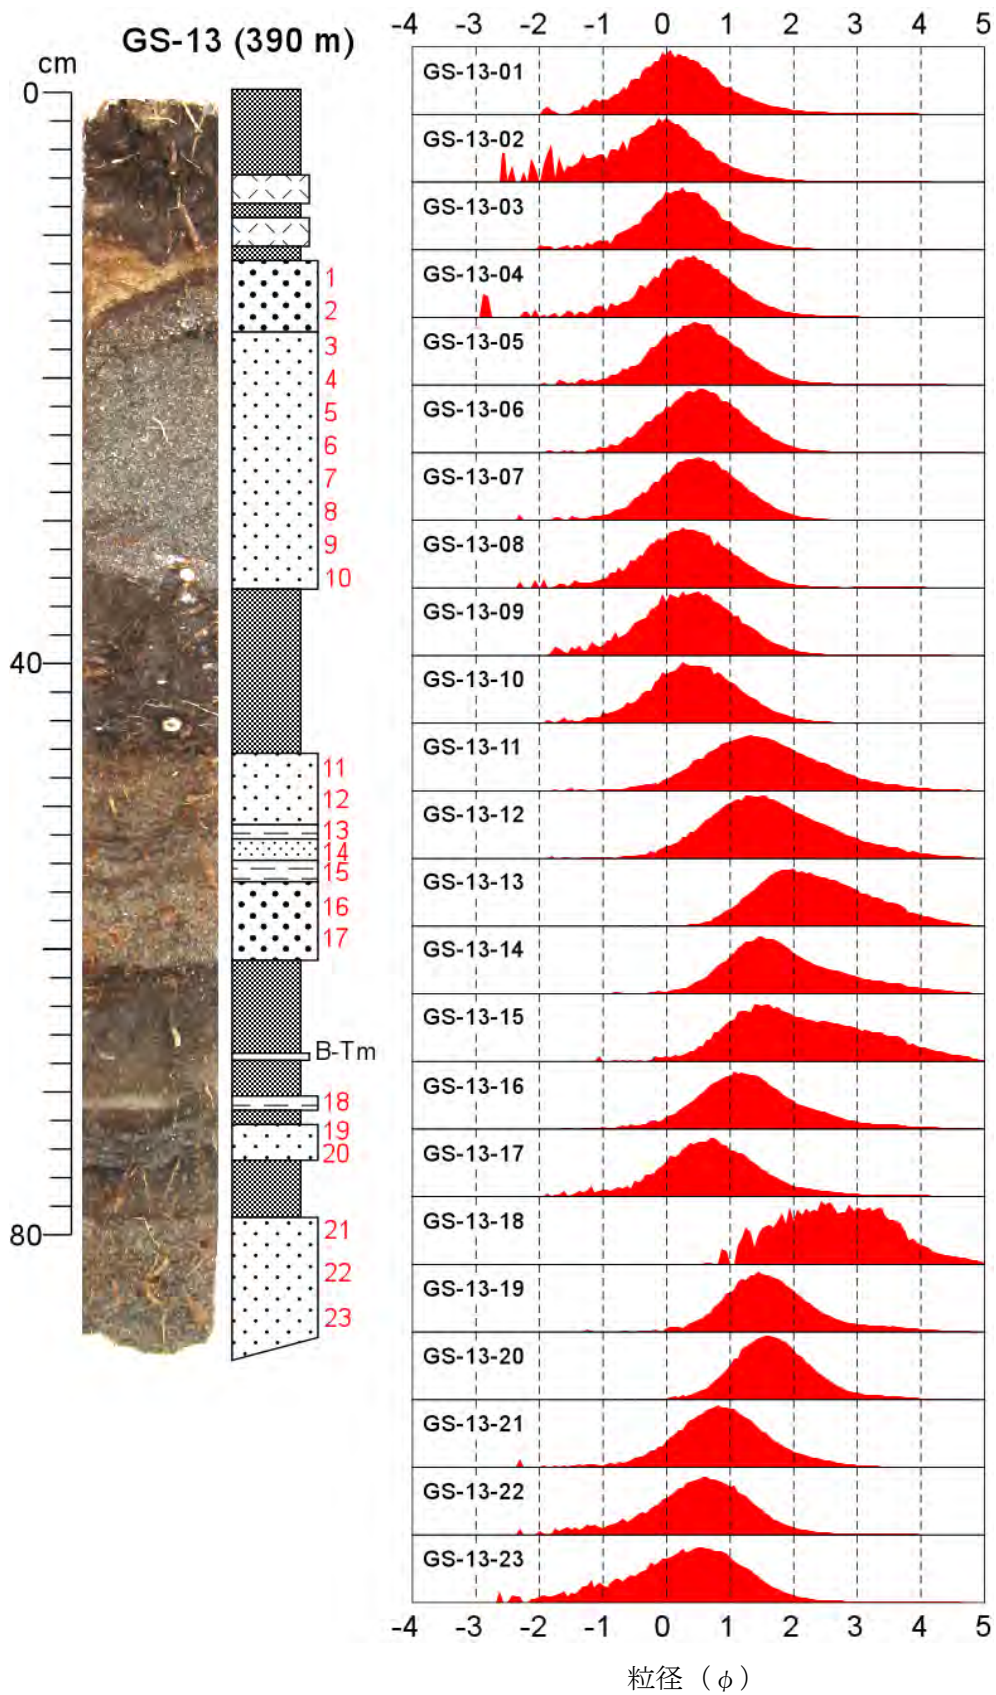 GS-13 (390 m)
cm
0
40
80
1
2
3
4
5
6
7
8
9
10
11
12
13
14
15
16
17
B-Tm
18
19
20
21
22
23
-4 -3 -2 -1 0 1 2 3 4 5
GS-13-01
GS-13-02
GS-13-03
GS-13-04
GS-13-05
GS-13-06
GS-13-07
GS-13-08
GS-13-09
GS-13-10
GS-13-11
GS-13-12
GS-13-13
GS-13-14
GS-13-15
GS-13-16
GS-13-17
GS-13-18
GS-13-19
GS-13-20
GS-13-21
GS-13-22
GS-13-23
-4 -3 -2 -1 0 1 2 3 4 5
粒径（φ）